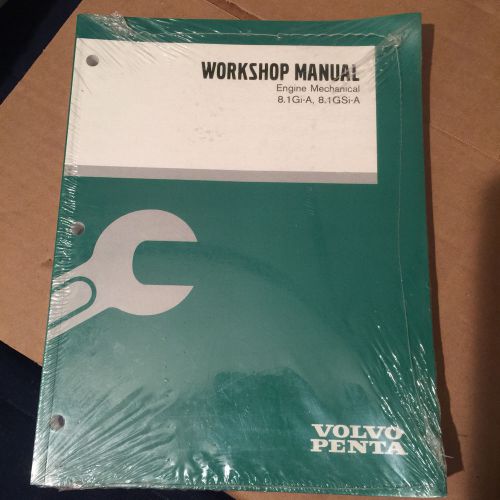 WORKSHOP MANUAL
Engine Mechanical
8.1Gi-A, 8.1GSi-A
VOLVO
PENTA